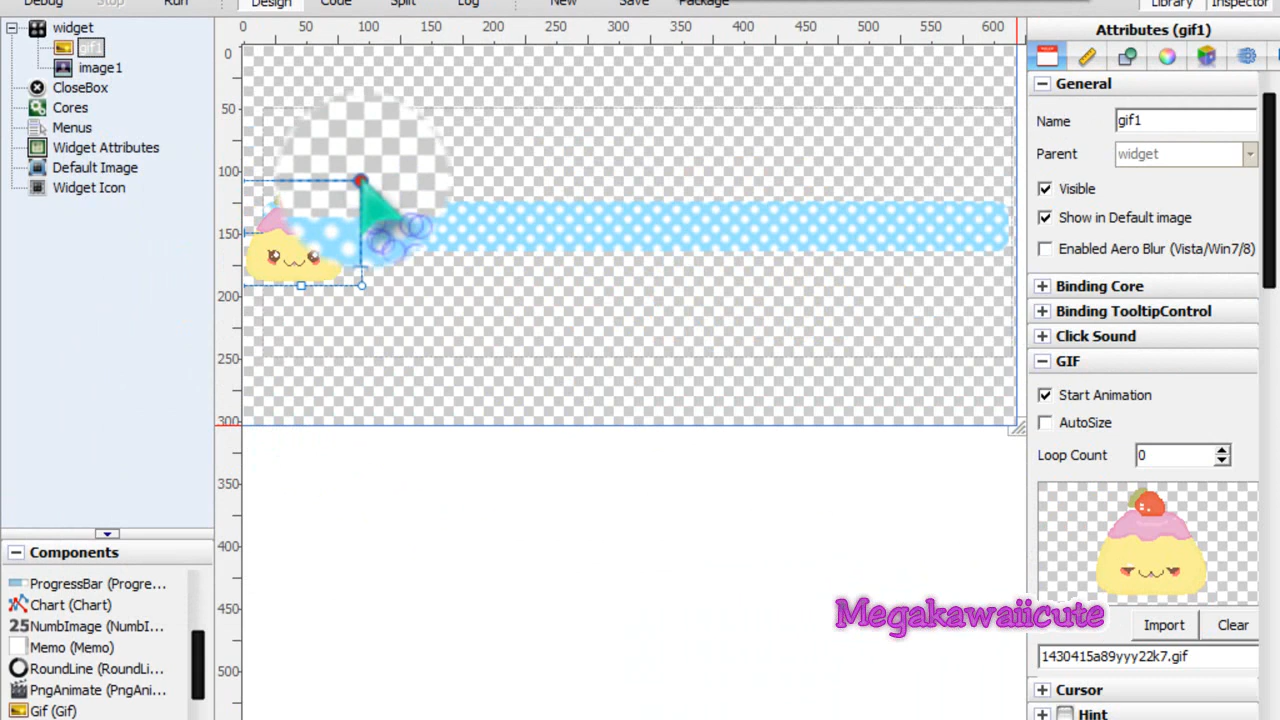 Debug Stop Run Design Code Split Log New Save Package Library Inspector
widget
gif1
image1
CloseBox
Cores
Menus
Widget Attributes
Default Image
Widget Icon
Components
ProgressBar (Progre...
Chart (Chart)
25 NumbImage (NumbI...
Memo (Memo)
RoundLine (RoundLi...
PngAnimate (PngAni...
Gif (Gif)
0 50 100 150 200 250 300 350 400 450 500 550 600
0
50
100
150
200
250
300
350
400
450
500
Megakawaiicute
Attributes (gif1)
General
Name gif1
Parent widget
Visible
Show in Default image
Enabled Aero Blur (Vista/Win7/8)
Binding Core
Binding TooltipControl
Click Sound
GIF
Start Animation
AutoSize
Loop Count 0
Import Clear
1430415a89yyy22k7.gif
Cursor
Hint